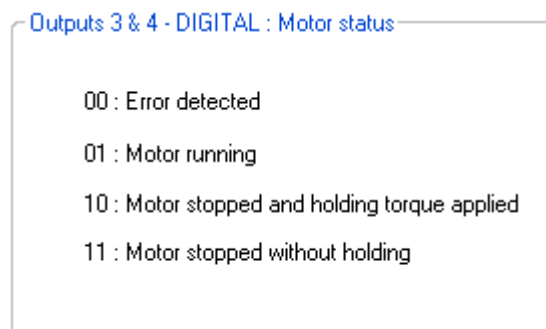 Outputs 3 & 4 - DIGITAL : Motor status
00 : Error detected
01 : Motor running
10 : Motor stopped and holding torque applied
11 : Motor stopped without holding